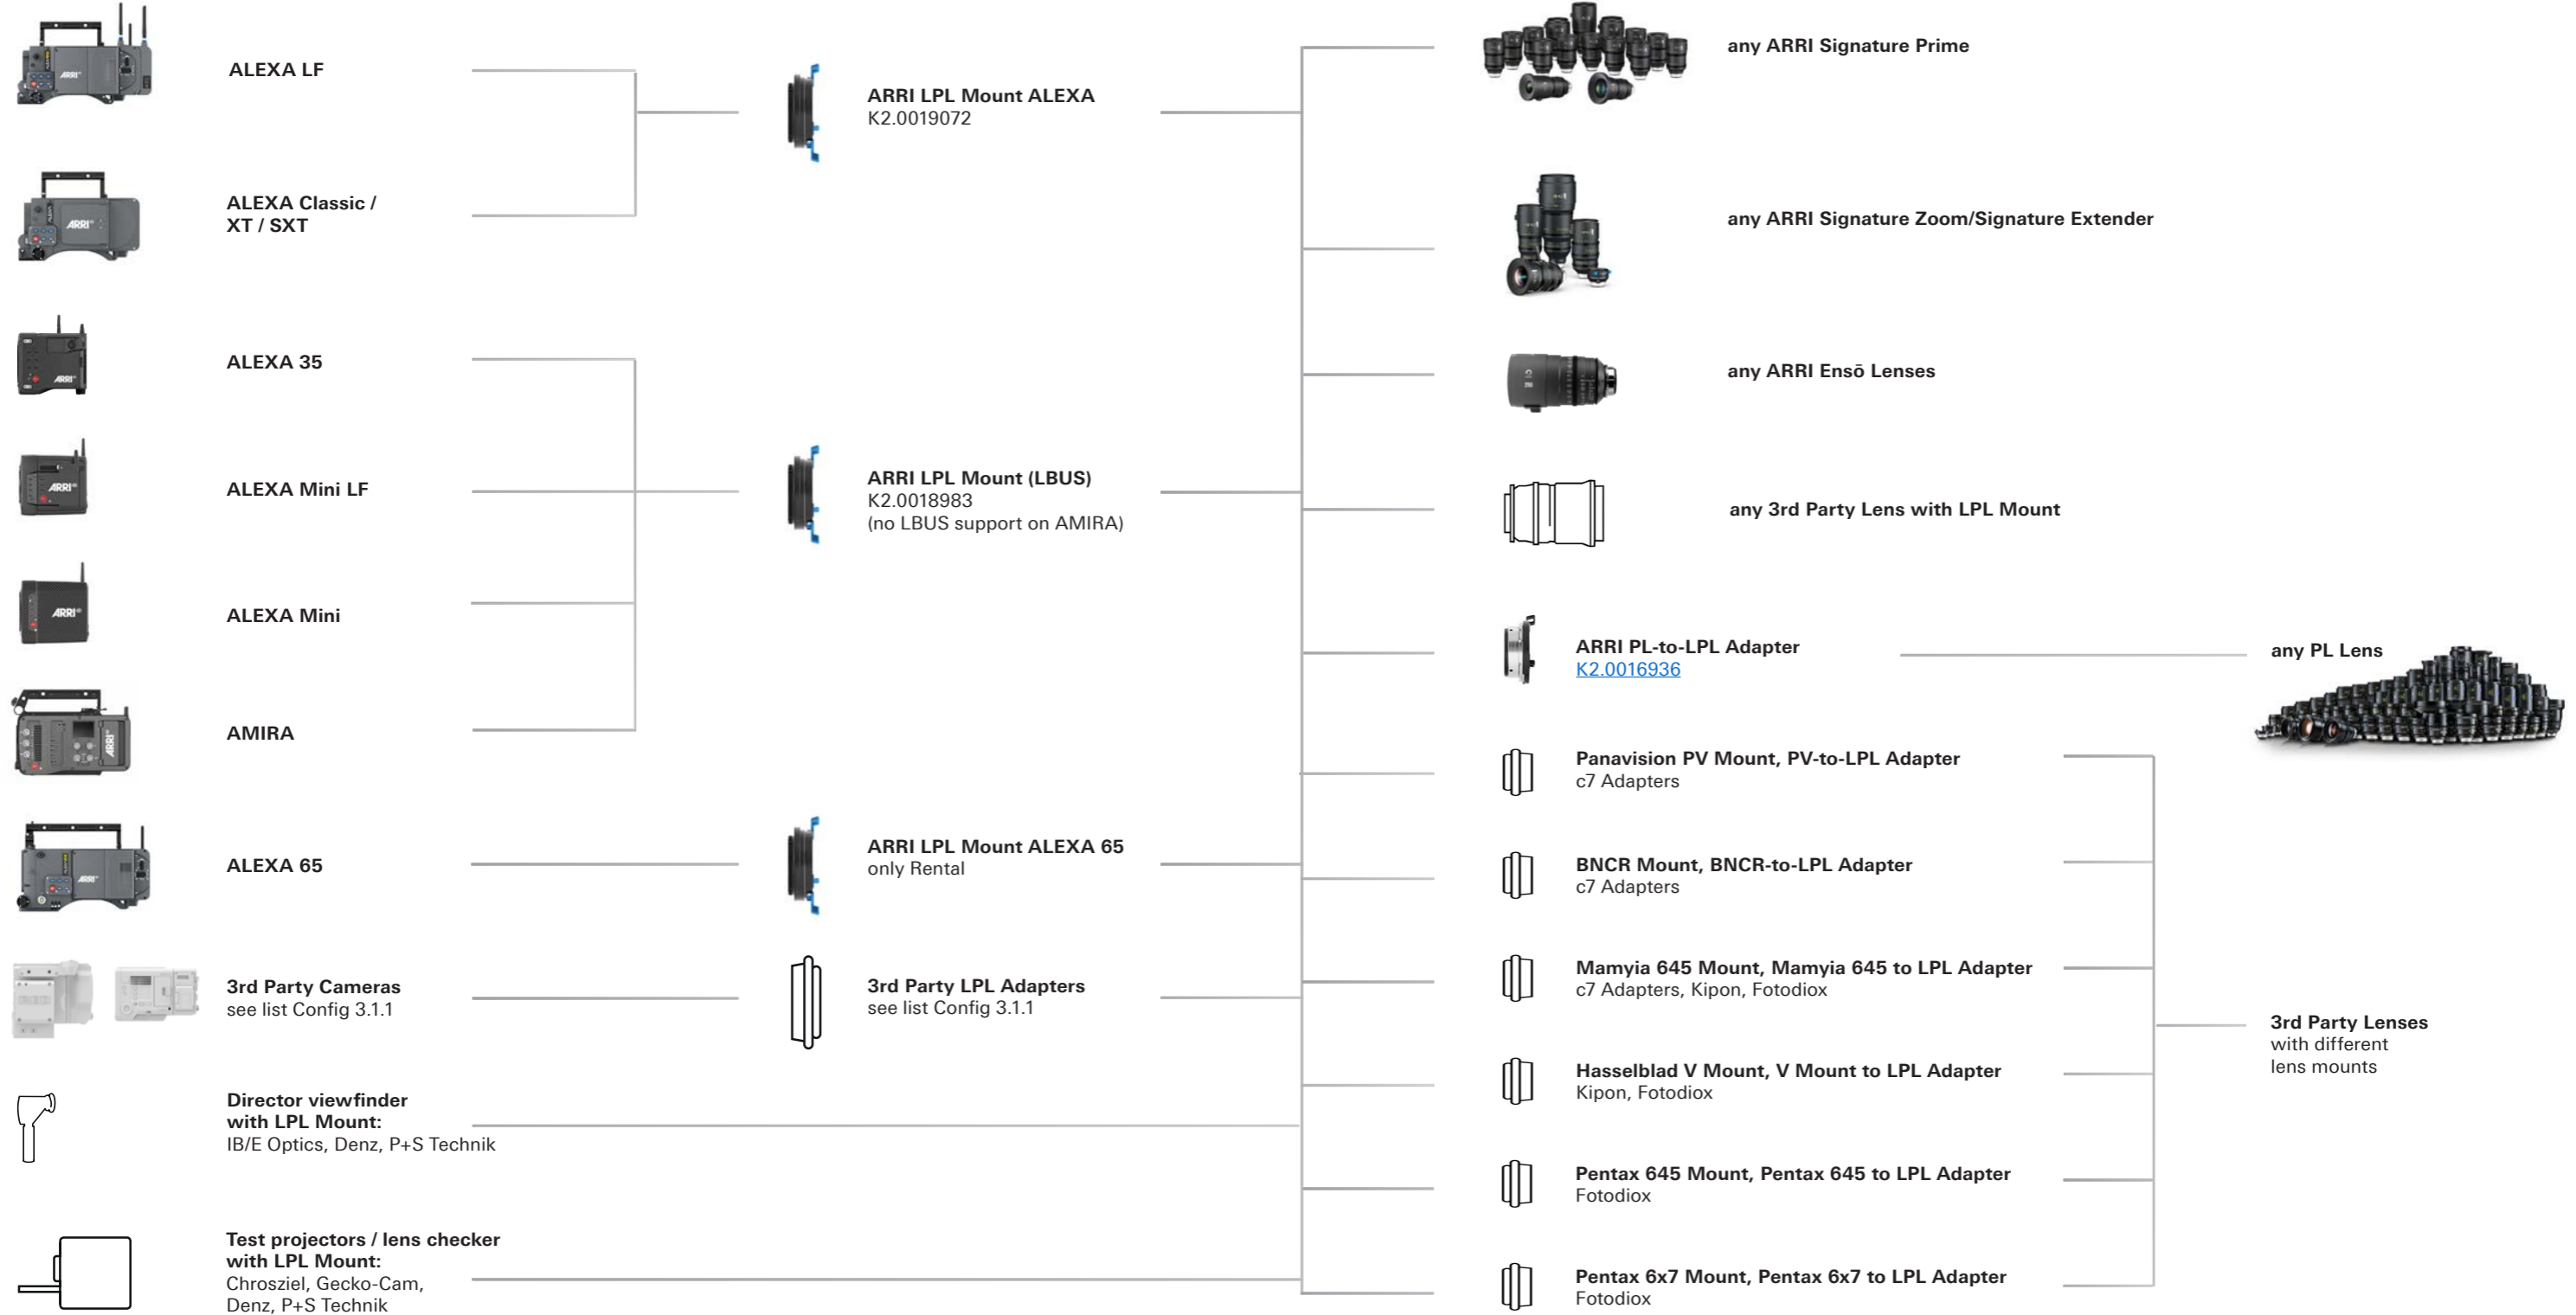 ALEXA LF
ALEXA Classic /
XT / SXT
ALEXA 35
ALEXA Mini LF
ALEXA Mini
AMIRA
ALEXA 65
3rd Party Cameras
see list Config 3.1.1
Director viewfinder
with LPL Mount:
IB/E Optics, Denz, P+S Technik
Test projectors / lens checker
with LPL Mount:
Chrosziel, Gecko-Cam,
Denz, P+S Technik
ARRI LPL Mount ALEXA
K2.0019072
ARRI LPL Mount (LBUS)
K2.0018983
(no LBUS support on AMIRA)
ARRI LPL Mount ALEXA 65
only Rental
3rd Party LPL Adapters
see list Config 3.1.1
any ARRI Signature Prime
any ARRI Signature Zoom/Signature Extender
any ARRI Ensō Lenses
any 3rd Party Lens with LPL Mount
ARRI PL-to-LPL Adapter
K2.0016936
Panavision PV Mount, PV-to-LPL Adapter
c7 Adapters
BNCR Mount, BNCR-to-LPL Adapter
c7 Adapters
Mamyia 645 Mount, Mamyia 645 to LPL Adapter
c7 Adapters, Kipon, Fotodiox
Hasselblad V Mount, V Mount to LPL Adapter
Kipon, Fotodiox
Pentax 645 Mount, Pentax 645 to LPL Adapter
Fotodiox
Pentax 6x7 Mount, Pentax 6x7 to LPL Adapter
Fotodiox
any PL Lens
3rd Party Lenses
with different
lens mounts
ARRI
ARRI
ARRI
ARRI
ARRI
ARRI
ARRI